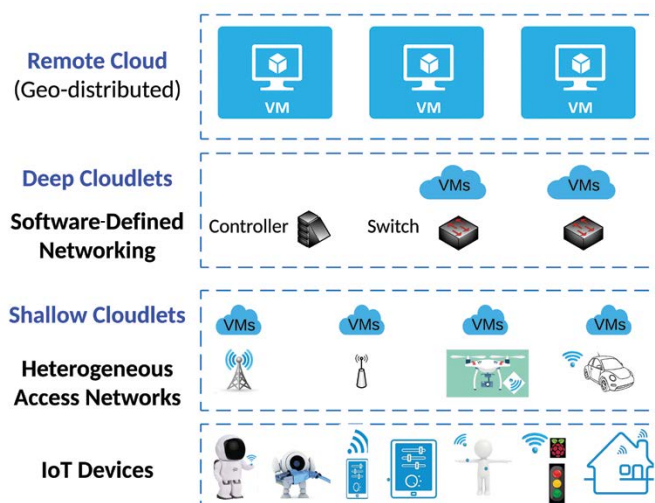 Remote Cloud
(Geo-distributed)
VM
VM
VM
Deep Cloudlets
Software-Defined
Networking
VMs
VMs
Controller
Switch
Shallow Cloudlets
Heterogeneous
Access Networks
VMs
VMs
VMs
VMs
IoT Devices